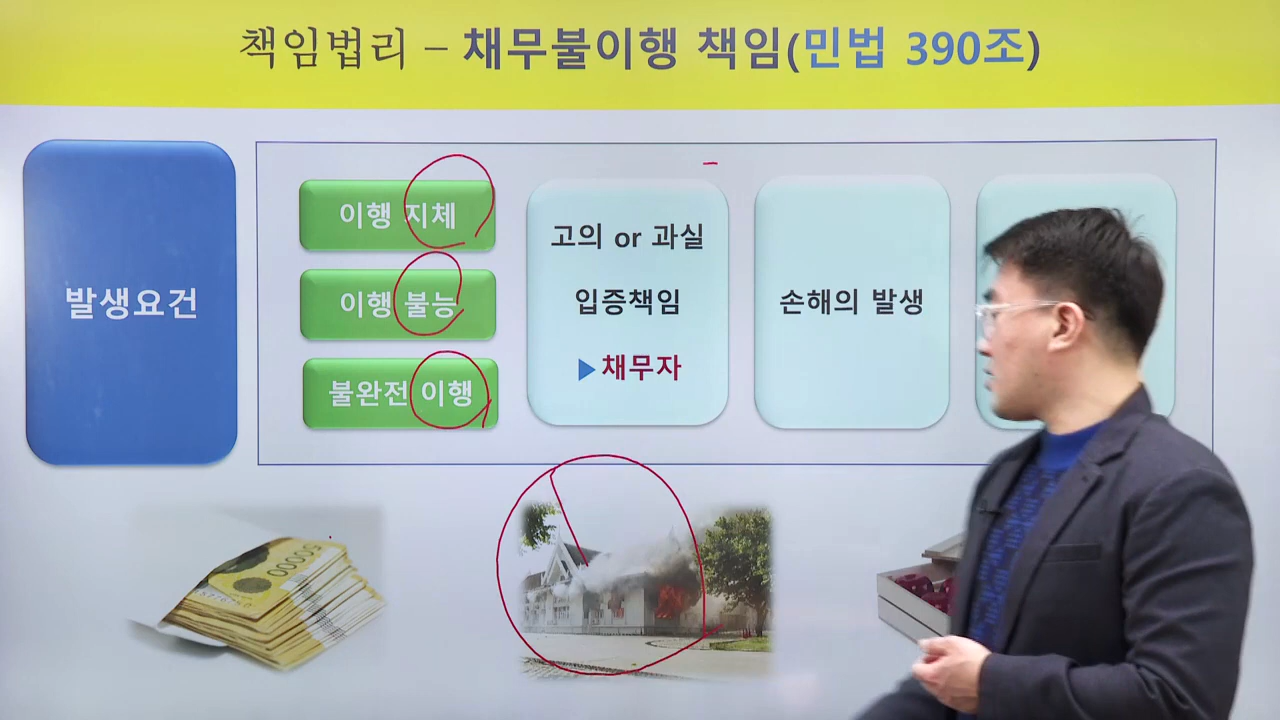 책임법리 – 채무불이행 책임(민법 390조)
발생요건
이행 지체
이행 불능
불완전 이행
고의 or 과실
입증책임
▶채무자
손해의 발생
50000